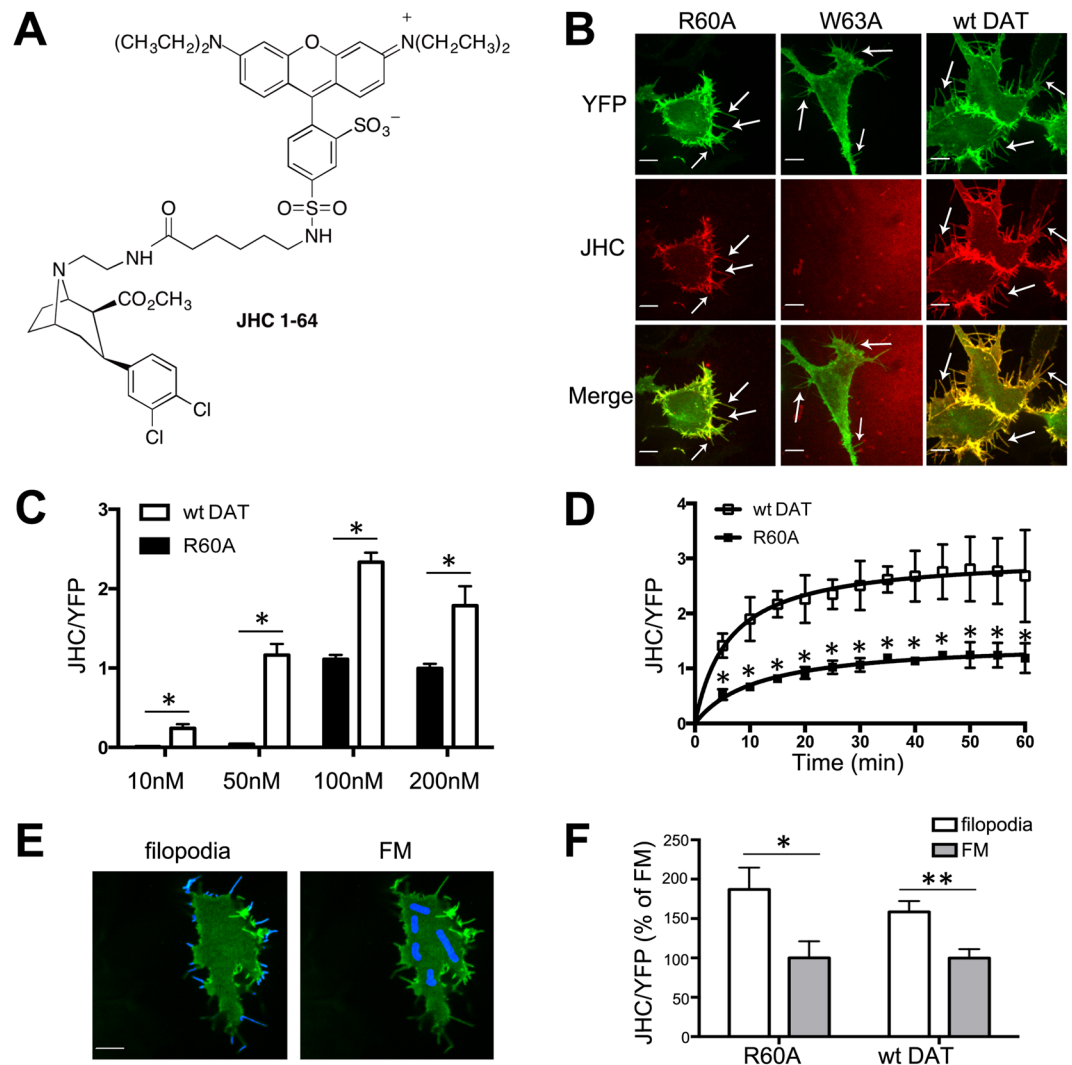 A
(CH3CH2)2N
O
+
N(CH2CH3)2
SO3−
O=S=O
NH
O
NH
N
CO2CH3
JHC 1-64
Cl
Cl
B
R60A W63A wt DAT
YFP
JHC
Merge
C
wt DAT
R60A
JHC/YFP
3
2
1
0
* * * *
10nM 50nM 100nM 200nM
D
wt DAT
R60A
JHC/YFP
4
3
2
1
0
* * * * * * * * * * * *
0 10 20 30 40 50 60
Time (min)
E
filopodia FM
F
filopodia
FM
JHC/YFP (% of FM)
250
200
150
100
50
0
* **
R60A wt DAT